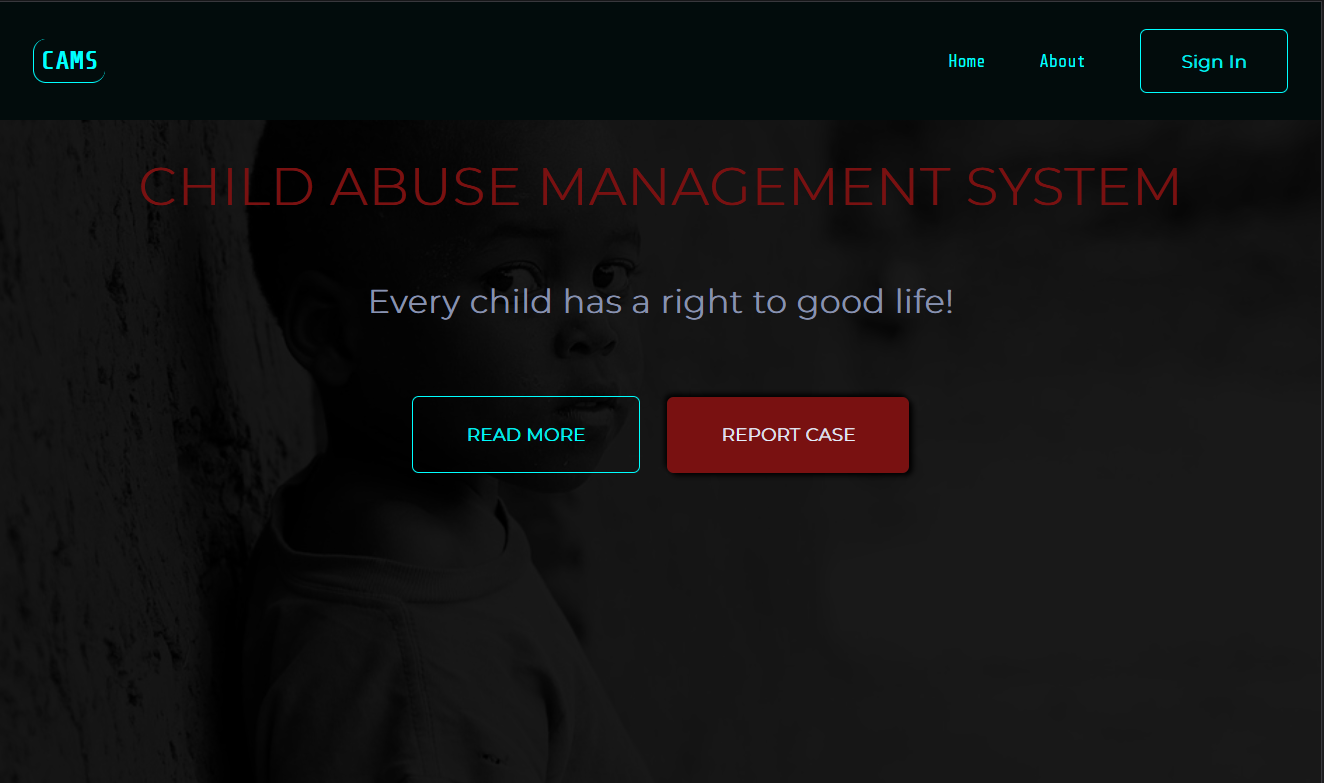 CAMS
Home About Sign In
CHILD ABUSE MANAGEMENT SYSTEM
Every child has a right to good life!
READ MORE REPORT CASE